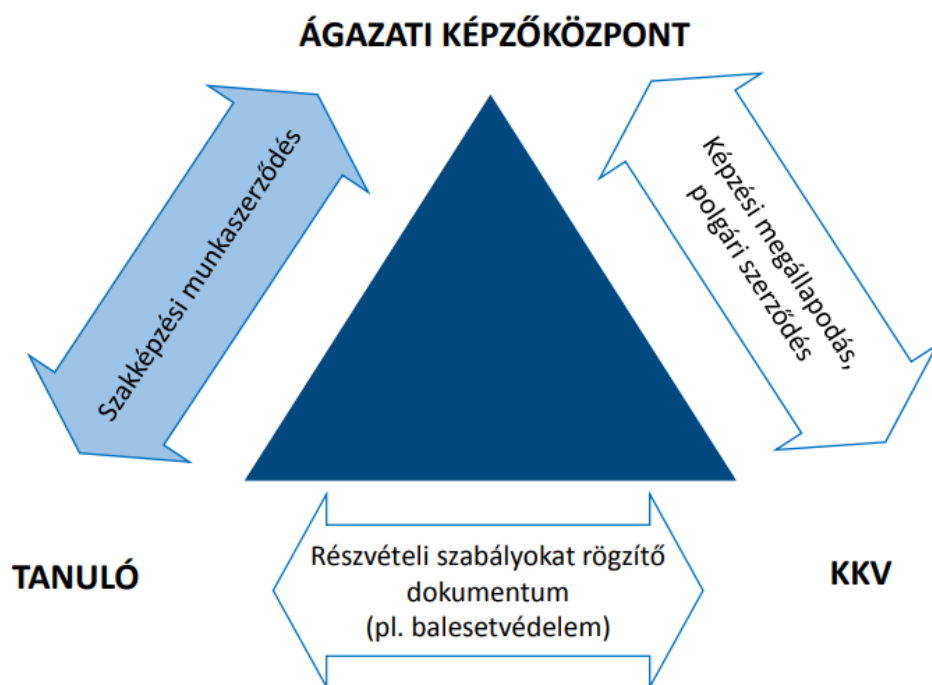 ÁGAZATI KÉPZŐKÖZPONT
Szakképzési munkaszerződés
Képzési megállapodás,
polgári szerződés
TANULÓ
Részvételi szabályokat rögzítő
dokumentum
(pl. balesetvédelem)
KKV